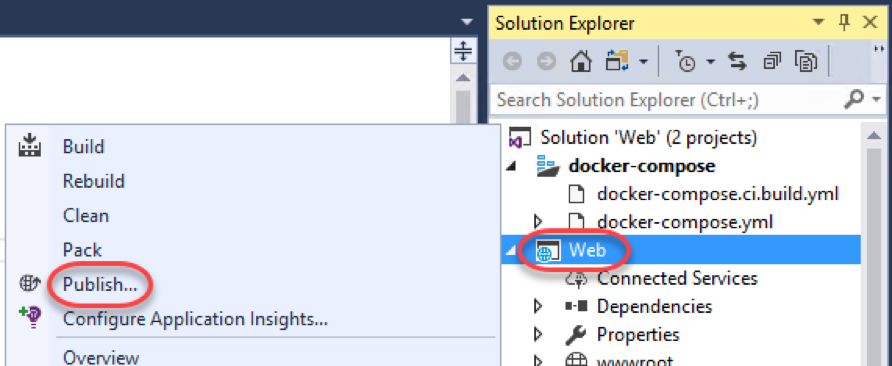 Solution Explorer
Search Solution Explorer (Ctrl+;)
Solution 'Web' (2 projects)
docker-compose
docker-compose.ci.build.yml
docker-compose.yml
Web
Connected Services
Dependencies
Properties
wwwroot
Build
Rebuild
Clean
Pack
Publish...
Configure Application Insights...
Overview